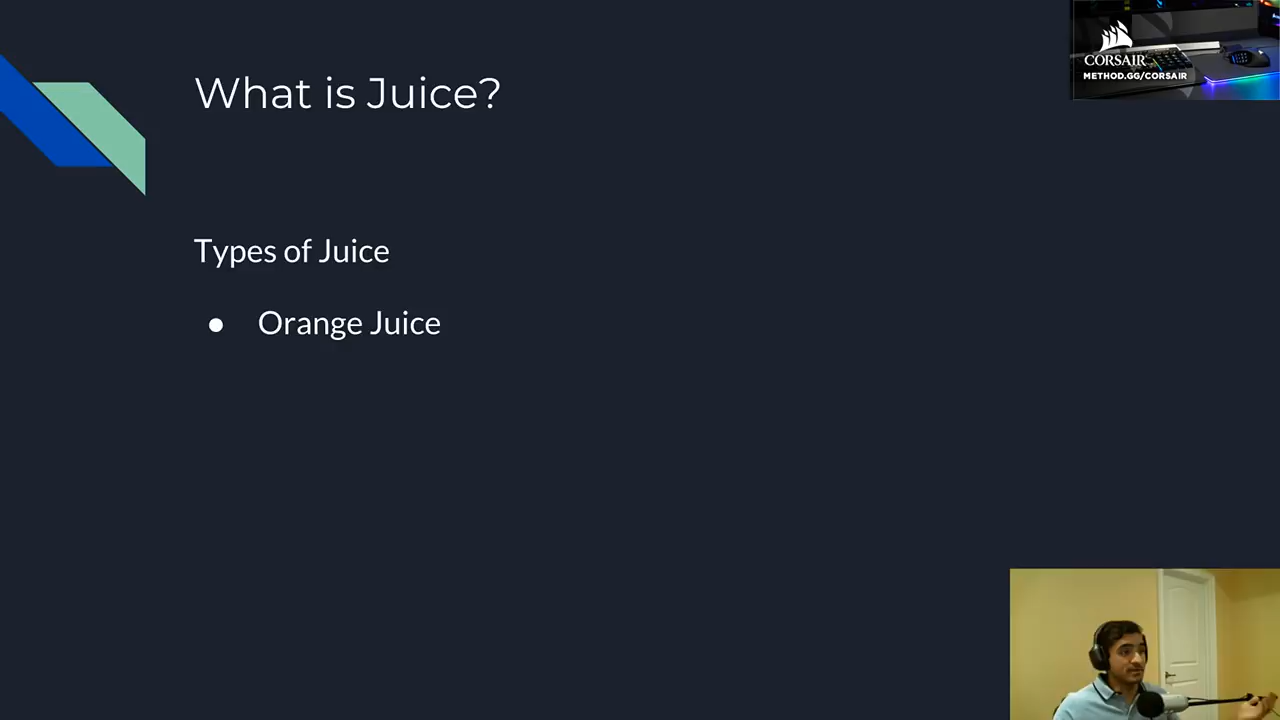 What is Juice?
CORSAIR
METHOD.GG/CORSAIR
Types of Juice
● Orange Juice